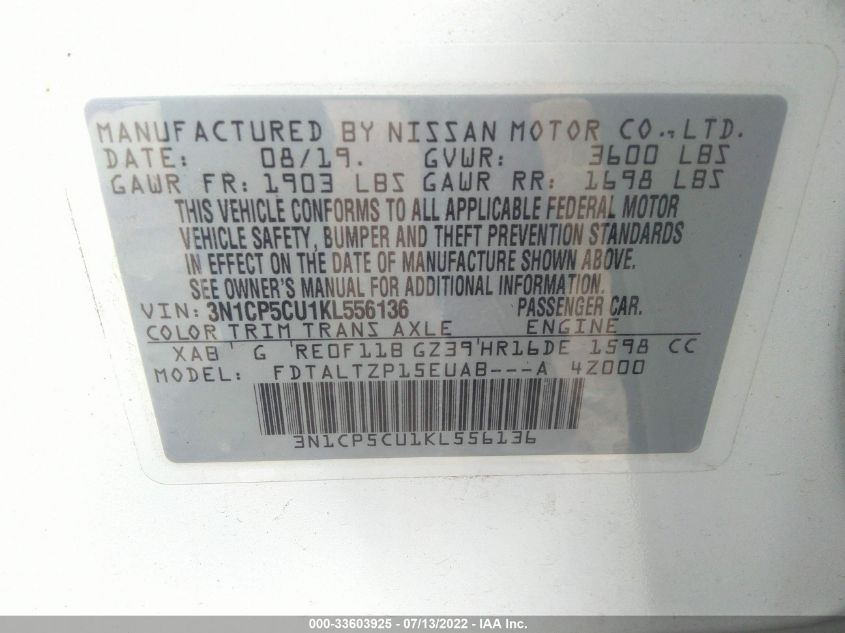 MANUFACTURED BY NISSAN MOTOR CO.,LTD.
DATE: 08/19. GVWR: 3600 LBS
GAWR FR: 1903 LBS GAWR RR: 1698 LBS
THIS VEHICLE CONFORMS TO ALL APPLICABLE FEDERAL MOTOR
VEHICLE SAFETY, BUMPER AND THEFT PREVENTION STANDARDS
IN EFFECT ON THE DATE OF MANUFACTURE SHOWN ABOVE.
SEE OWNER'S MANUAL FOR ADDITIONAL INFORMATION.
VIN: 3N1CP5CU1KL556136 PASSENGER CAR.
COLOR TRIM TRANS AXLE ENGINE
XAB' G 'RE0F11B GZ39'HR16DE 1598 CC
MODEL: FDTALTZP15EUAB---A 4Z000
3N1CP5CU1KL556136
000-33603925 - 07/13/2022 - IAA Inc.